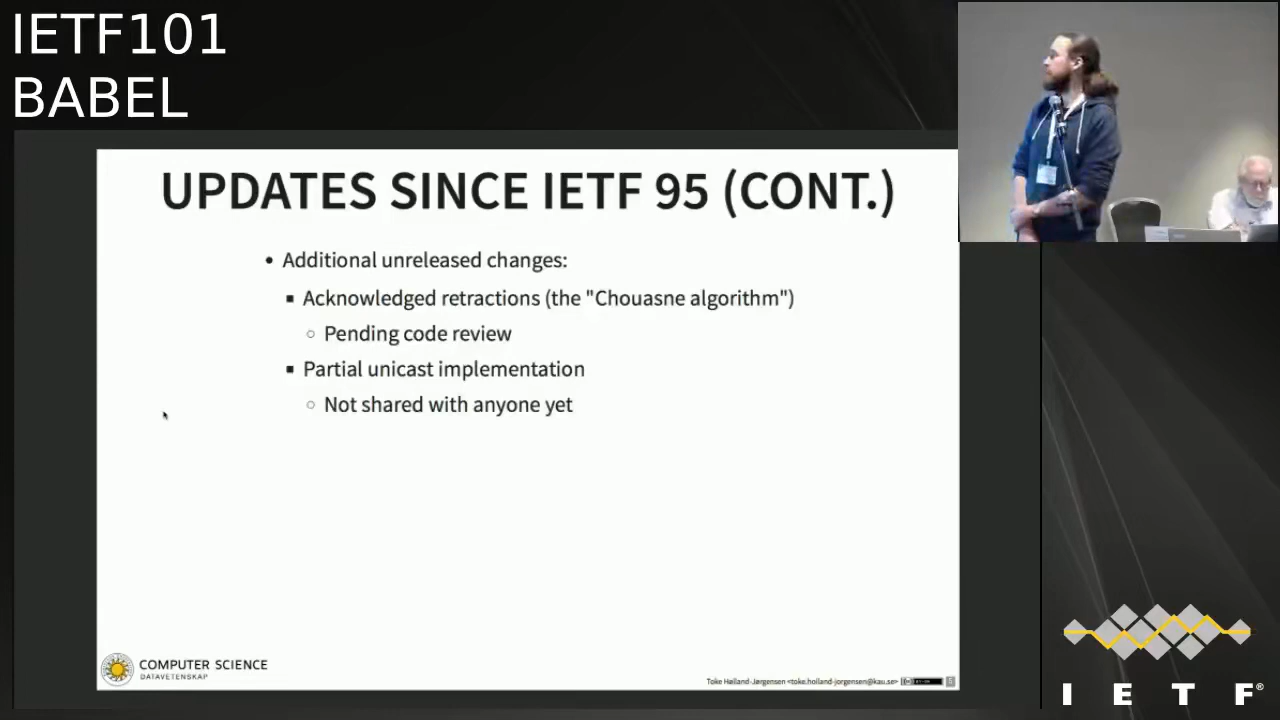 IETF101
BABEL
UPDATES SINCE IETF 95 (CONT.)
• Additional unreleased changes:
▪ Acknowledged retractions (the "Chouasne algorithm")
○ Pending code review
▪ Partial unicast implementation
○ Not shared with anyone yet
COMPUTER SCIENCE
DATAVETENSKAP
Toke Høiland-Jørgensen <toke.hoiland-jorgensen@kau.se>
I E T F®